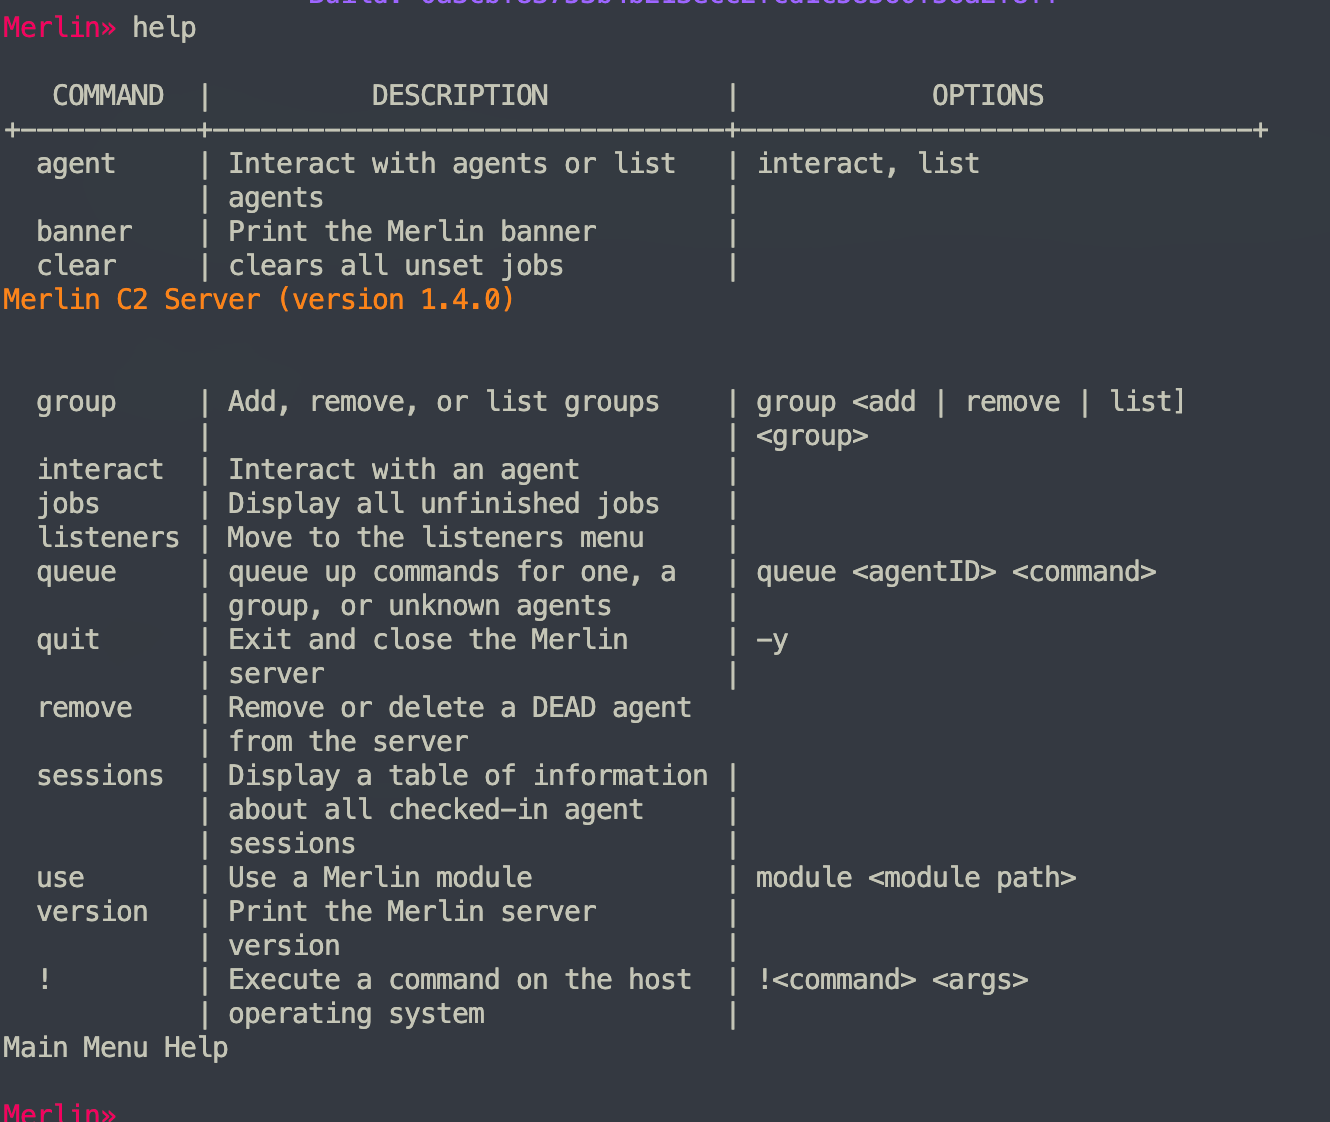 Merlin» help
COMMAND | DESCRIPTION | OPTIONS
+-----------+--------------------------------+--------------------------------+
agent | Interact with agents or list | interact, list
| agents |
banner | Print the Merlin banner |
clear | clears all unset jobs |
Merlin C2 Server (version 1.4.0)
group | Add, remove, or list groups | group <add | remove | list]
| | <group>
interact | Interact with an agent |
jobs | Display all unfinished jobs |
listeners | Move to the listeners menu |
queue | queue up commands for one, a | queue <agentID> <command>
| group, or unknown agents |
quit | Exit and close the Merlin | -y
| server |
remove | Remove or delete a DEAD agent
| from the server
sessions | Display a table of information |
| about all checked-in agent |
| sessions |
use | Use a Merlin module | module <module path>
version | Print the Merlin server |
| version |
! | Execute a command on the host | !<command> <args>
| operating system |
Main Menu Help
Merlin»